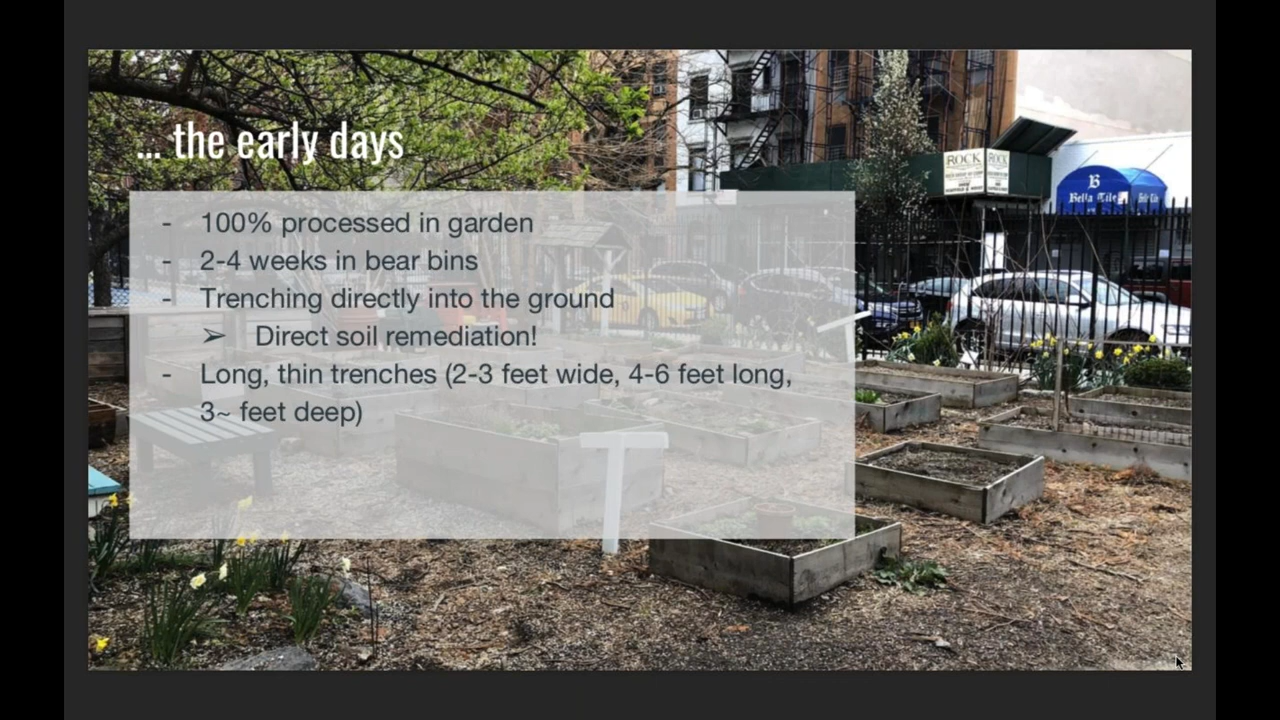 ... the early days
- 100% processed in garden
- 2-4 weeks in bear bins
- Trenching directly into the ground
➢ Direct soil remediation!
- Long, thin trenches (2-3 feet wide, 4-6 feet long,
3~ feet deep)
ROCK
ROCK
B
Bella Tile